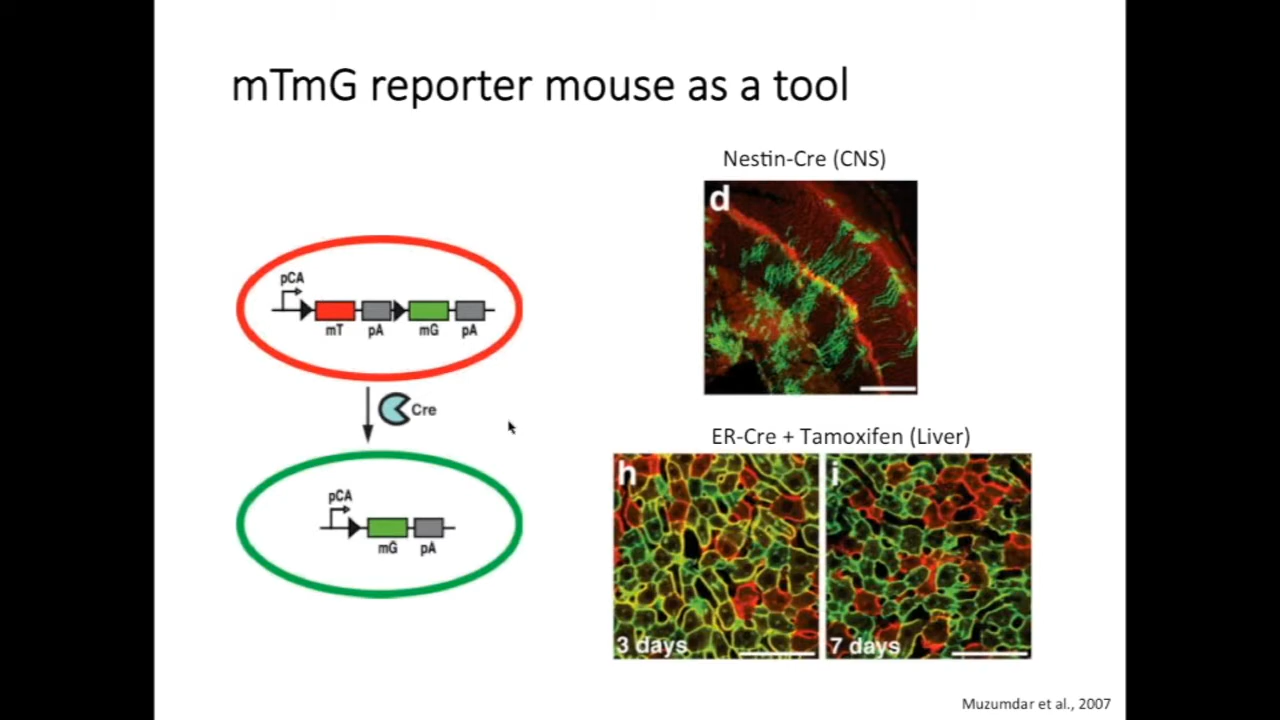 mTmG reporter mouse as a tool
Nestin-Cre (CNS)
d
pCA
mT pA mG pA
Cre
pCA
mG pA
ER-Cre + Tamoxifen (Liver)
h i
3 days 7 days
Muzumdar et al., 2007